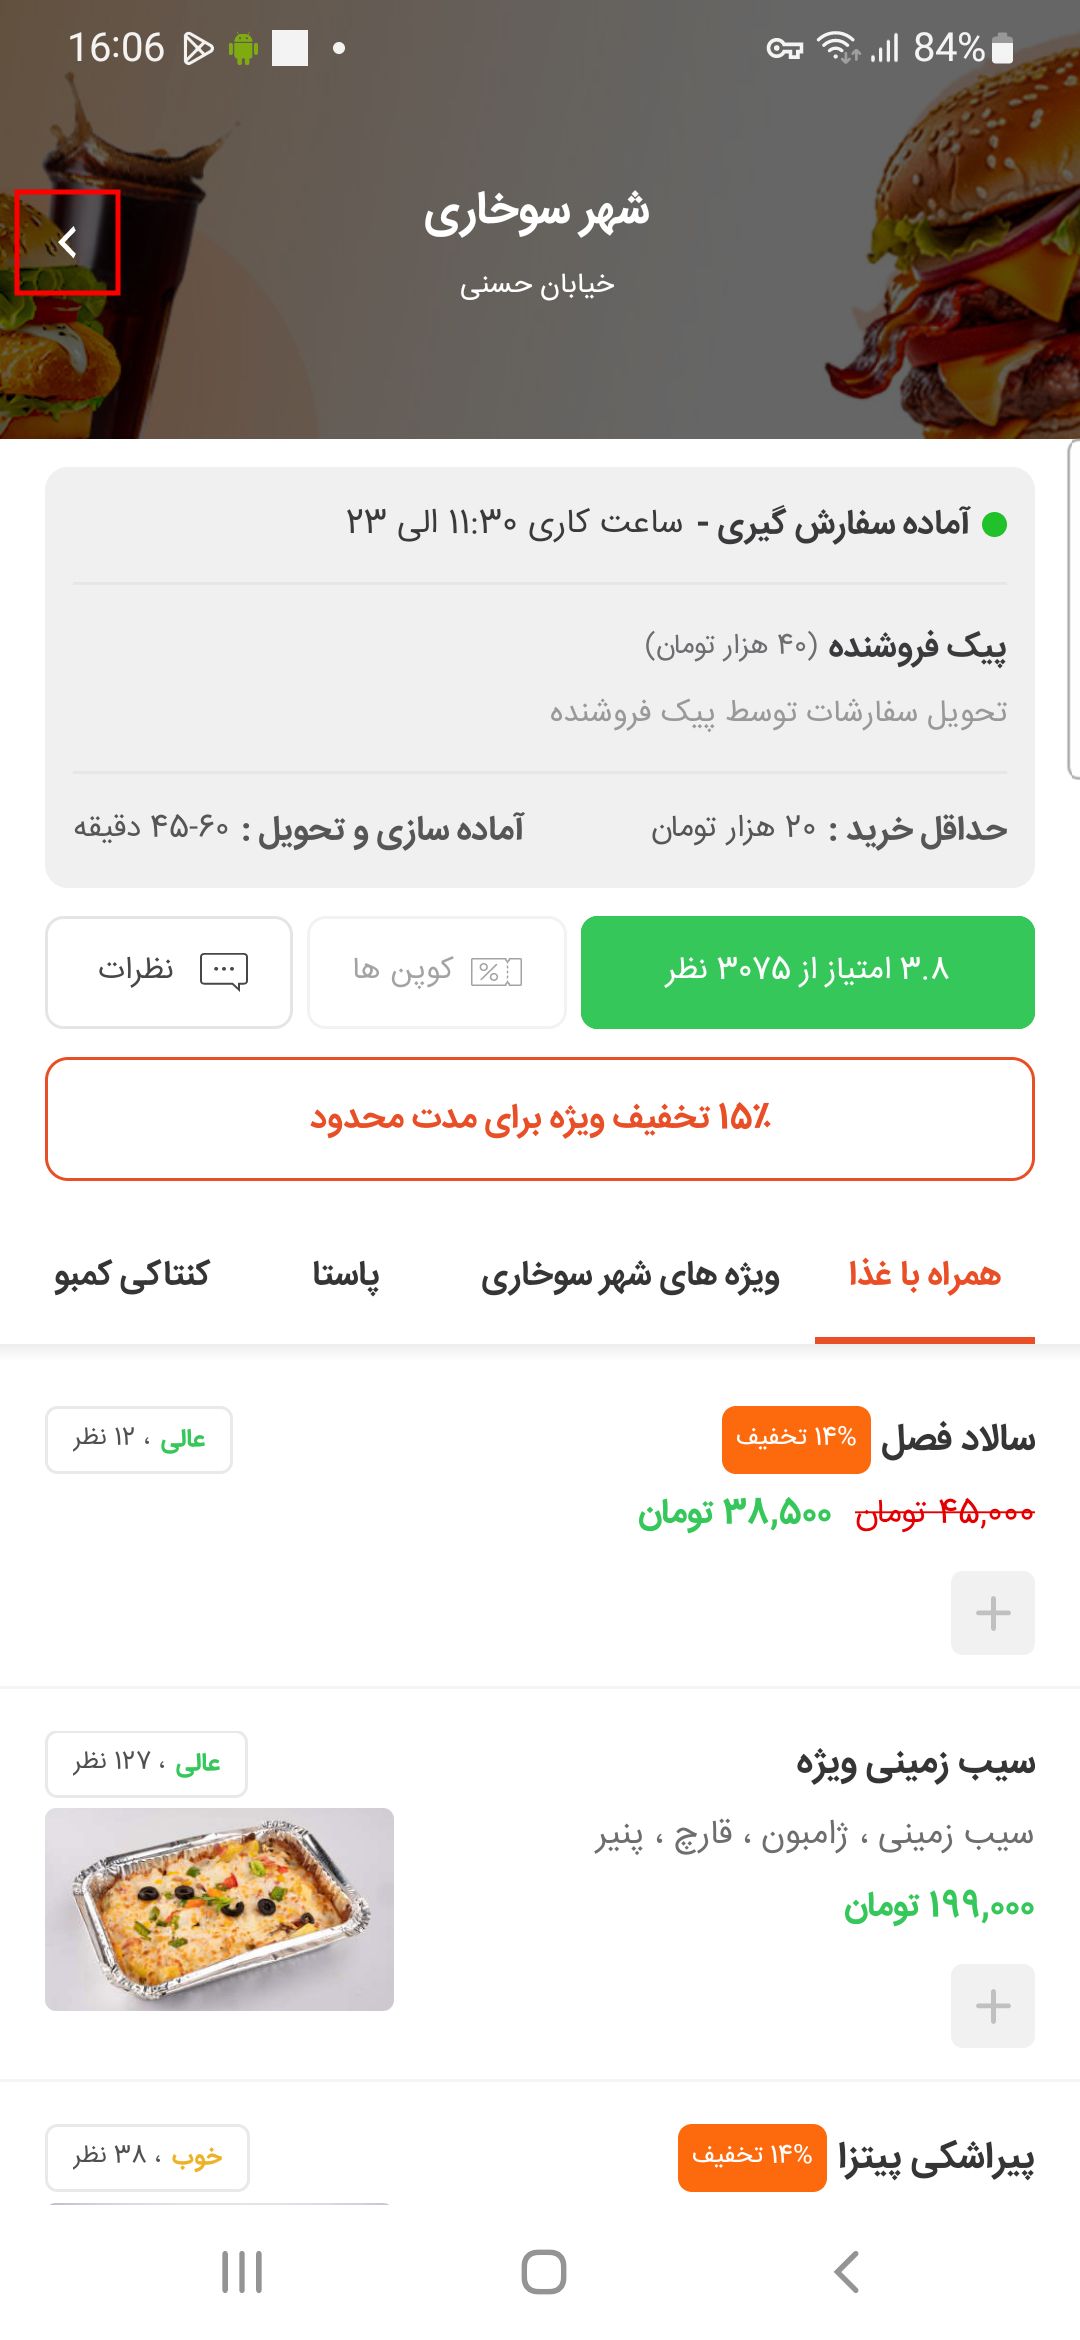 16:06
84%
شهر سوخاری
خیابان حسنی
آماده سفارش گیری - ساعت کاری ۱۱:۳۰ الی ۲۳
پیک فروشنده (۴۰ هزار تومان)
تحویل سفارشات توسط پیک فروشنده
حداقل خرید : ۲۰ هزار تومان
آماده سازی و تحویل : ۶۰-۴۵ دقیقه
۳.۸ امتیاز از ۳۰۷۵ نظر
کوپن ها
نظرات
۱۵٪ تخفیف ویژه برای مدت محدود
همراه با غذا
ویژه های شهر سوخاری
پاستا
کنتاکی کمبو
سالاد فصل
۱۴% تخفیف
عالی ، ۱۲ نظر
۴۵,۰۰۰ تومان
۳۸,۵۰۰ تومان
سیب زمینی ویژه
عالی ، ۱۲۷ نظر
سیب زمینی ، ژامبون ، قارچ ، پنیر
۱۹۹,۰۰۰ تومان
پیراشکی پیتزا
۱۴% تخفیف
خوب ، ۳۸ نظر